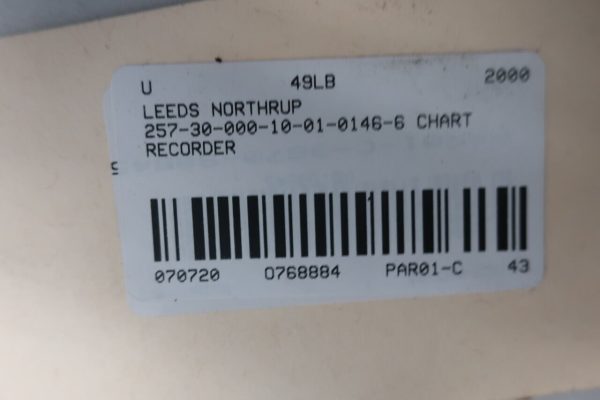 U 49LB 2000
LEEDS NORTHRUP
257-30-000-10-01-0146-6 CHART
RECORDER
070720 0768884 PAR01-C 43